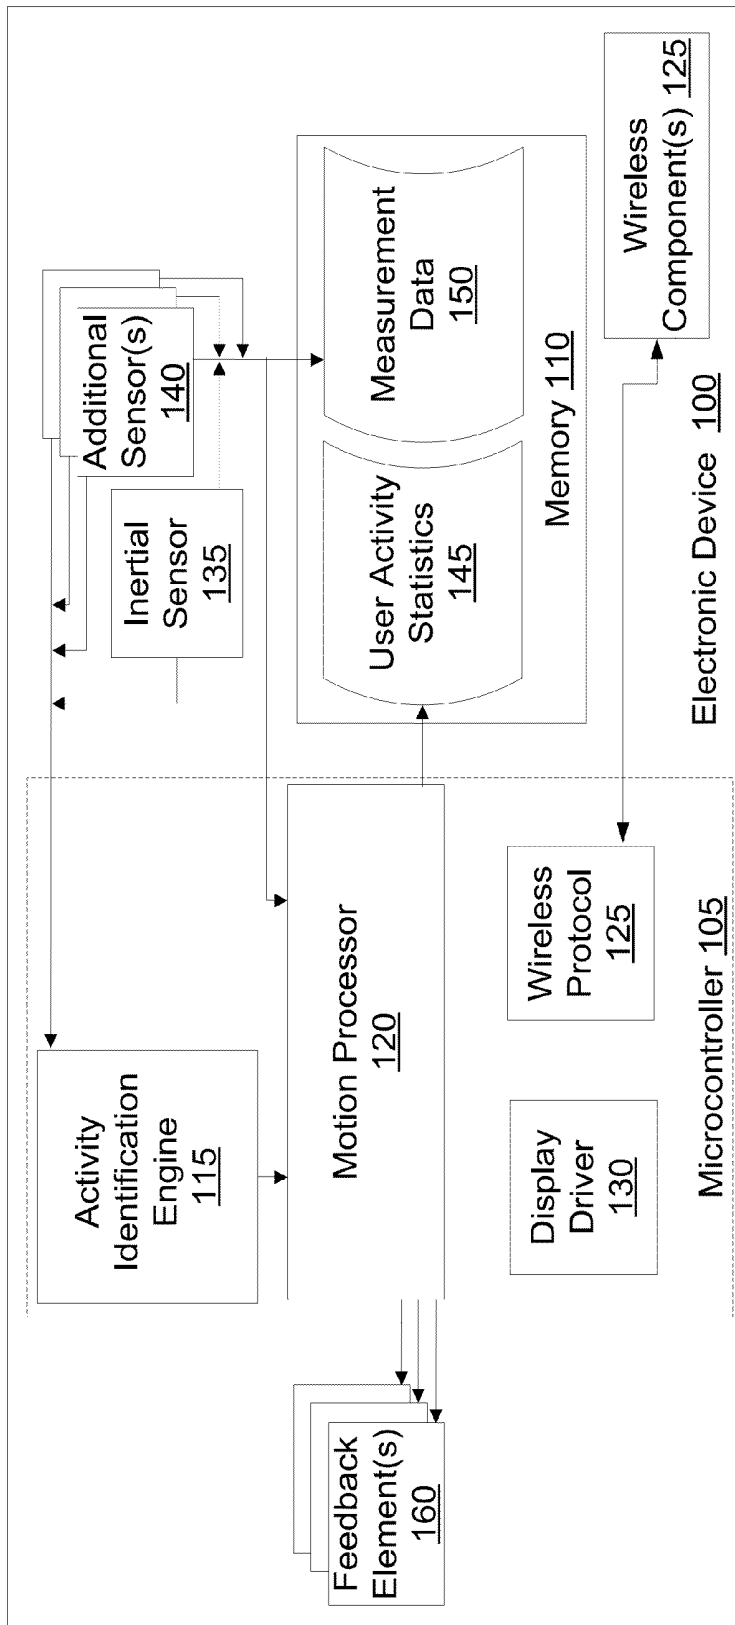 Activity
Identification
Engine
115
Additional
Sensor(s)
140
Inertial
Sensor
135
Feedback
Element(s)
160
Motion Processor
120
User Activity
Statistics
145
Measurement
Data
150
Memory 110
Display
Driver
130
Wireless
Protocol
125
Wireless
Component(s) 125
Microcontroller 105
Electronic Device 100